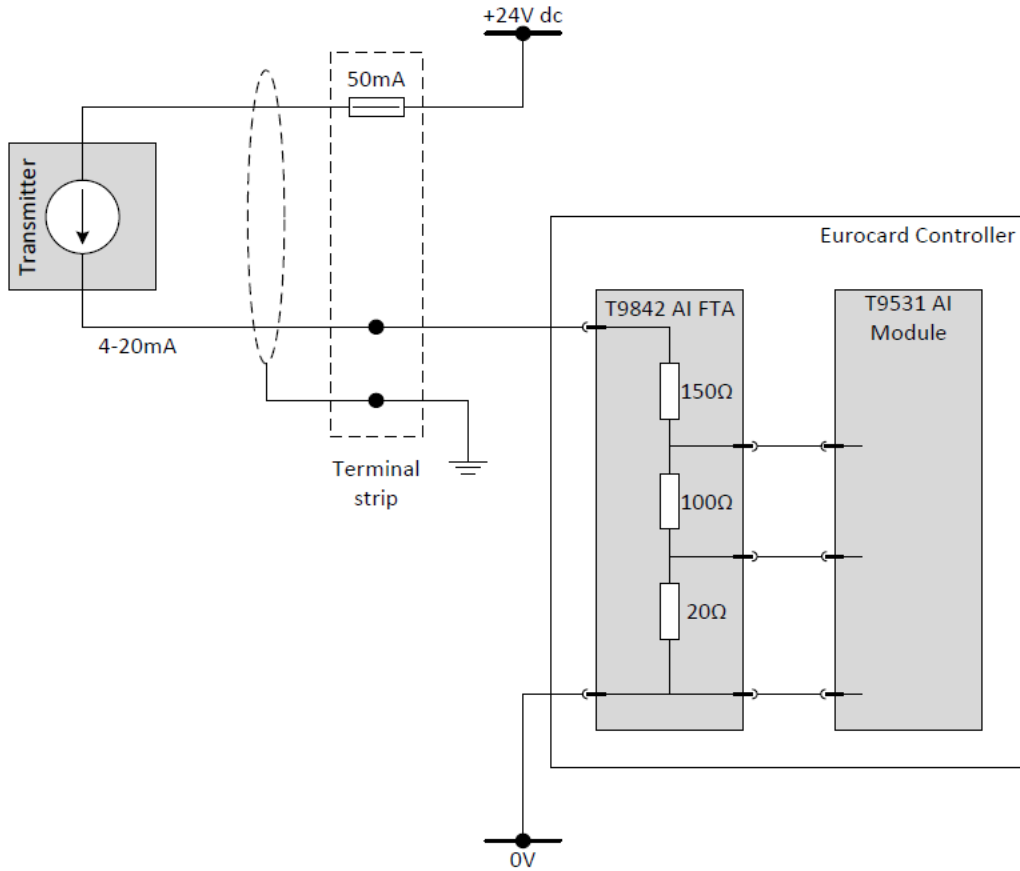 +24V dc
50mA
Transmitter
Eurocard Controller
T9842 AI FTA
T9531 AI
Module
4-20mA
150Ω
100Ω
20Ω
Terminal
strip
0V